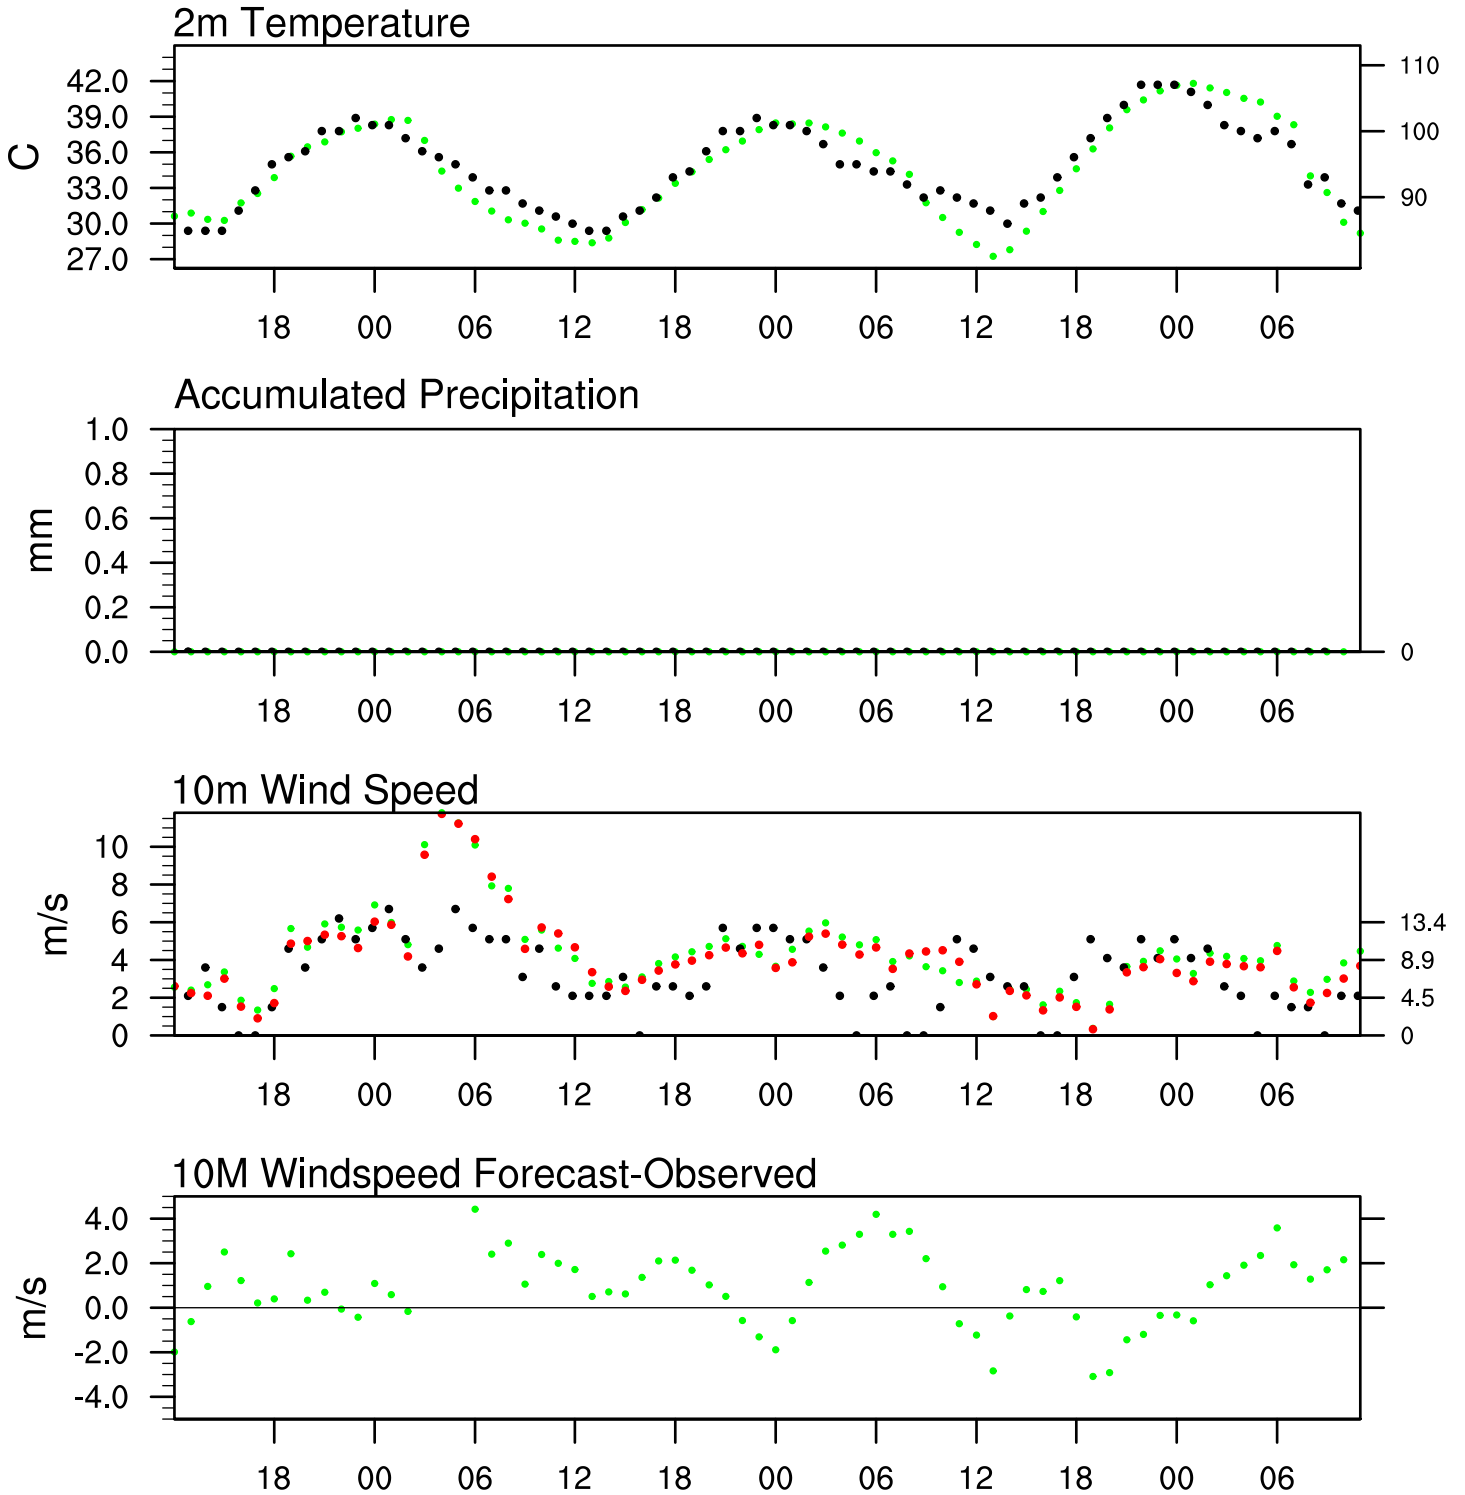 2m Temperature
42.0
39.0
36.0
33.0
30.0
27.0
C
110
100
90
18 00 06 12 18 00 06 12 18 00 06
Accumulated Precipitation
1.0
0.8
0.6
0.4
0.2
0.0
mm
0
18 00 06 12 18 00 06 12 18 00 06
10m Wind Speed
10
8
6
4
2
0
m/s
13.4
8.9
4.5
0
18 00 06 12 18 00 06 12 18 00 06
10M Windspeed Forecast-Observed
4.0
2.0
0.0
-2.0
-4.0
m/s
18 00 06 12 18 00 06 12 18 00 06